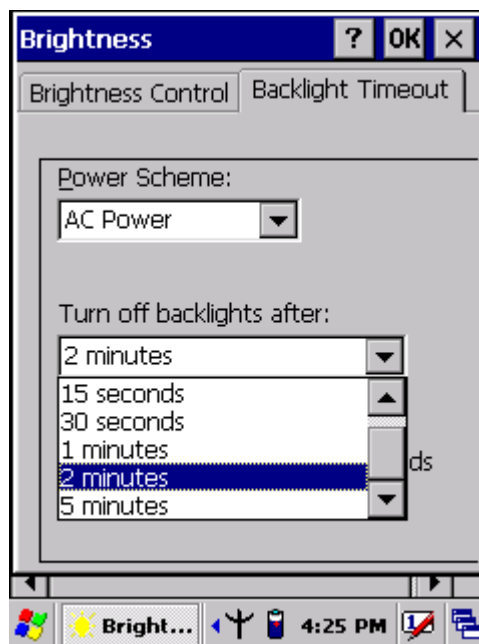 Brightness ? OK ×
Brightness Control Backlight Timeout
Power Scheme:
AC Power
Turn off backlights after:
2 minutes
15 seconds
30 seconds
1 minutes
2 minutes
5 minutes
ds
Bright... 4:25 PM